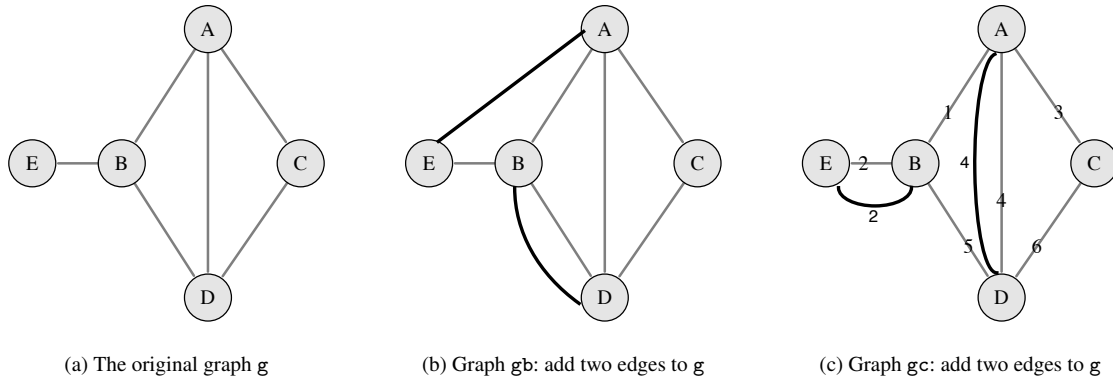 A
E
B
C
D
(a) The original graph g
A
E
B
C
D
(b) Graph gb: add two edges to g
A
1
3
E
2
B
4
C
2
4
5
6
D
(c) Graph gc: add two edges to g